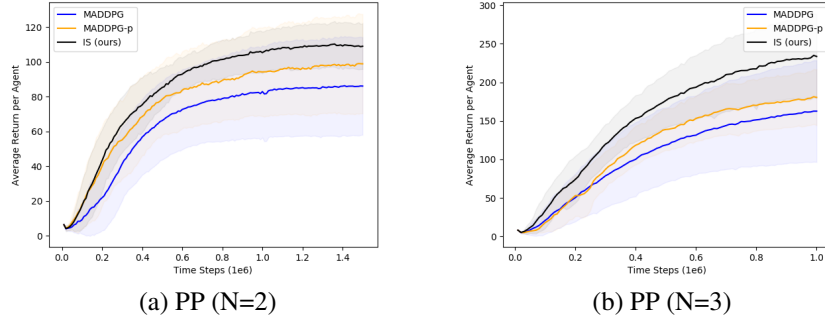 MADDPG
MADDPG-p
IS (ours)
120
100
80
60
40
20
0
Average Return per Agent
0.0 0.2 0.4 0.6 0.8 1.0 1.2 1.4
Time Steps (1e6)
(a) PP (N=2)
MADDPG
MADDPG-p
IS (ours)
300
250
200
150
100
50
0
Average Return per Agent
0.0 0.2 0.4 0.6 0.8 1.0
Time Steps (1e6)
(b) PP (N=3)